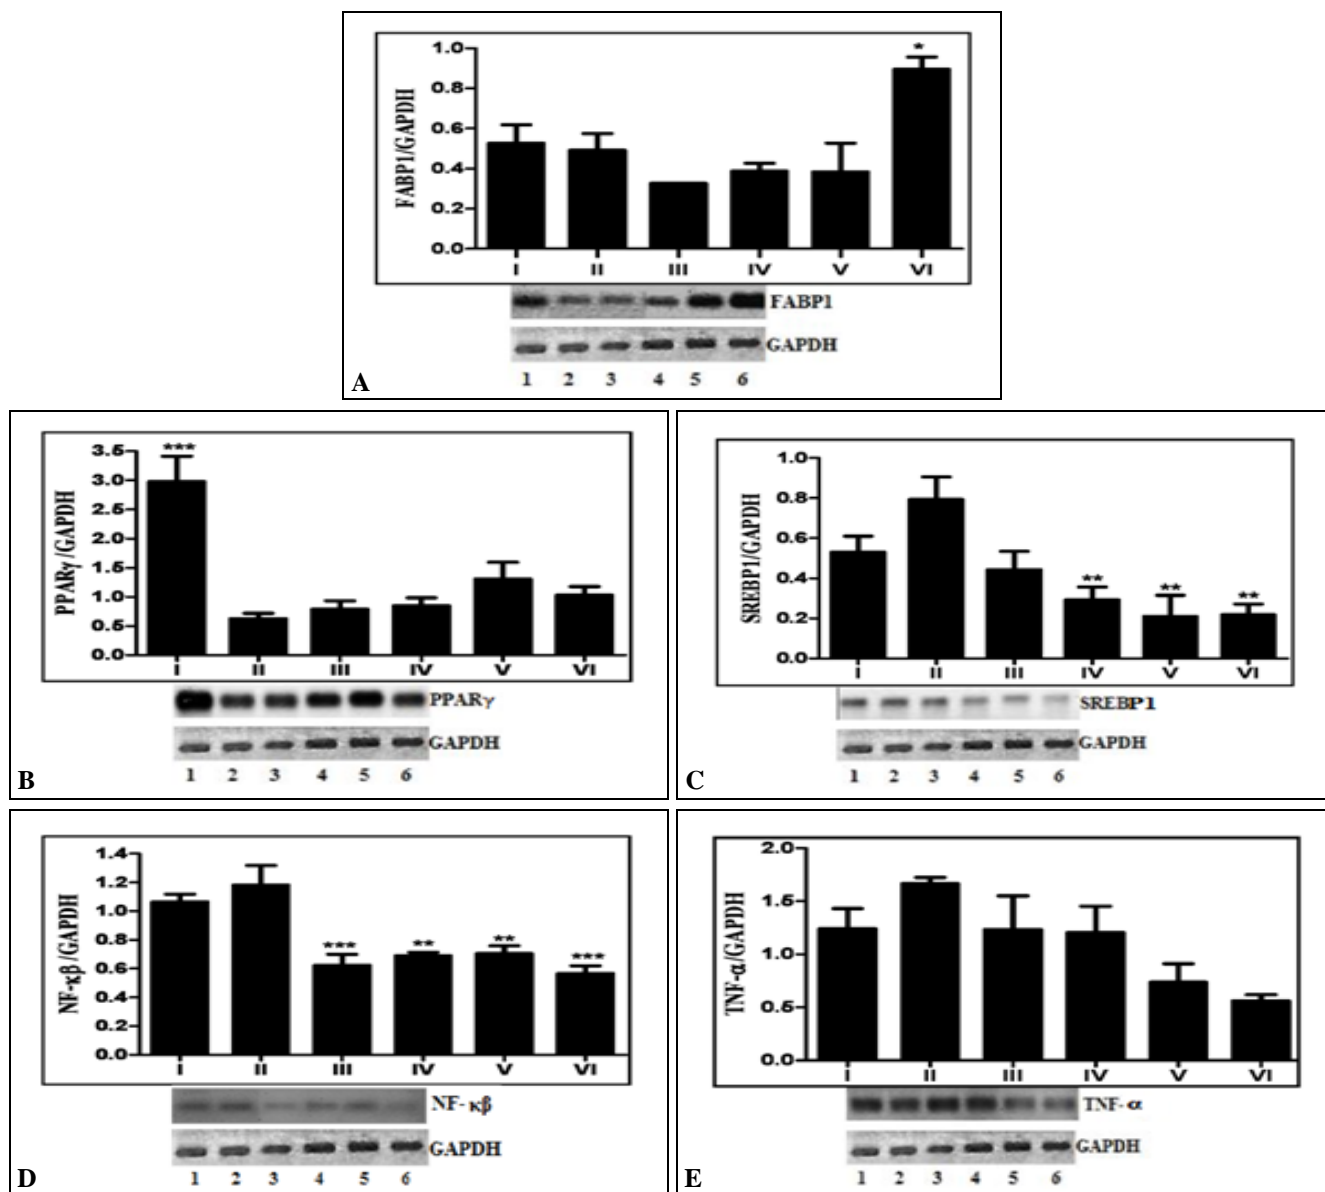 1.0
*
0.8
0.6
0.4
0.2
0.0
FABP1/GAPDH
I II III IV V VI
FABP1
GAPDH
1 2 3 4 5 6
A
3.5
***
3.0
2.5
2.0
1.5
1.0
0.5
0.0
PPARγ/GAPDH
I II III IV V VI
PPARγ
GAPDH
1 2 3 4 5 6
B
1.0
0.8
0.6
0.4
0.2
0.0
SREBP1/GAPDH
** ** **
I II III IV V VI
SREBP1
GAPDH
1 2 3 4 5 6
C
1.4
1.2
1.0
0.8
0.6
0.4
0.2
0.0
NF-κβ/GAPDH
*** ** ** ***
I II III IV V VI
NF-κβ
GAPDH
1 2 3 4 5 6
D
2.0
1.5
1.0
0.5
0.0
TNF-α/GAPDH
I II III IV V VI
TNF-α
GAPDH
1 2 3 4 5 6
E